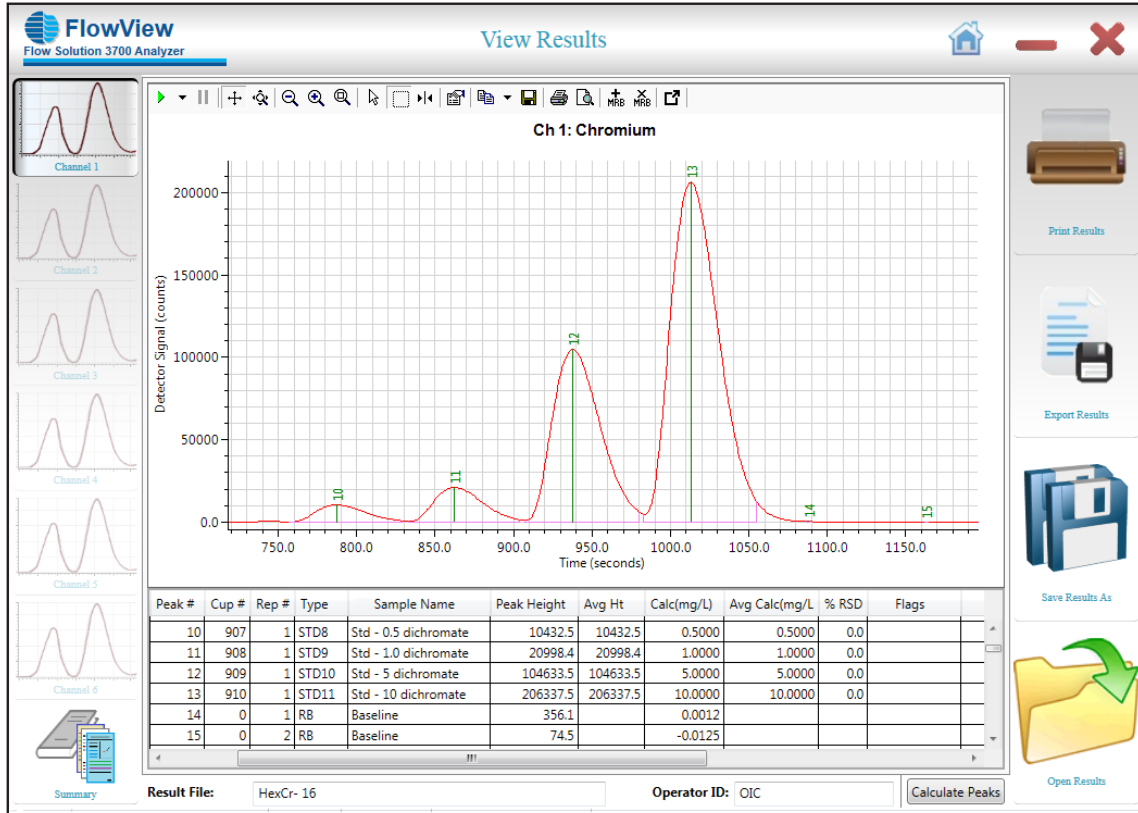 FlowView
Flow Solution 3700 Analyzer
View Results
Channel 1
Channel 2
Channel 3
Channel 4
Channel 5
Channel 6
Summary
MRB MRB
Ch 1: Chromium
Detector Signal (counts)
200000
150000
100000
50000
0.0
10
11
12
13
14
15
750.0 800.0 850.0 900.0 950.0 1000.0 1050.0 1100.0 1150.0
Time (seconds)
Peak # Cup # Rep # Type Sample Name Peak Height Avg Ht Calc(mg/L) Avg Calc(mg/L % RSD Flags
10 907 1 STD8 Std - 0.5 dichromate 10432.5 10432.5 0.5000 0.5000 0.0
11 908 1 STD9 Std - 1.0 dichromate 20998.4 20998.4 1.0000 1.0000 0.0
12 909 1 STD10 Std - 5 dichromate 104633.5 104633.5 5.0000 5.0000 0.0
13 910 1 STD11 Std - 10 dichromate 206337.5 206337.5 10.0000 10.0000 0.0
14 0 1 RB Baseline 356.1 0.0012
15 0 2 RB Baseline 74.5 -0.0125
Result File: HexCr- 16 Operator ID: OIC Calculate Peaks
Print Results
Export Results
Save Results As
Open Results